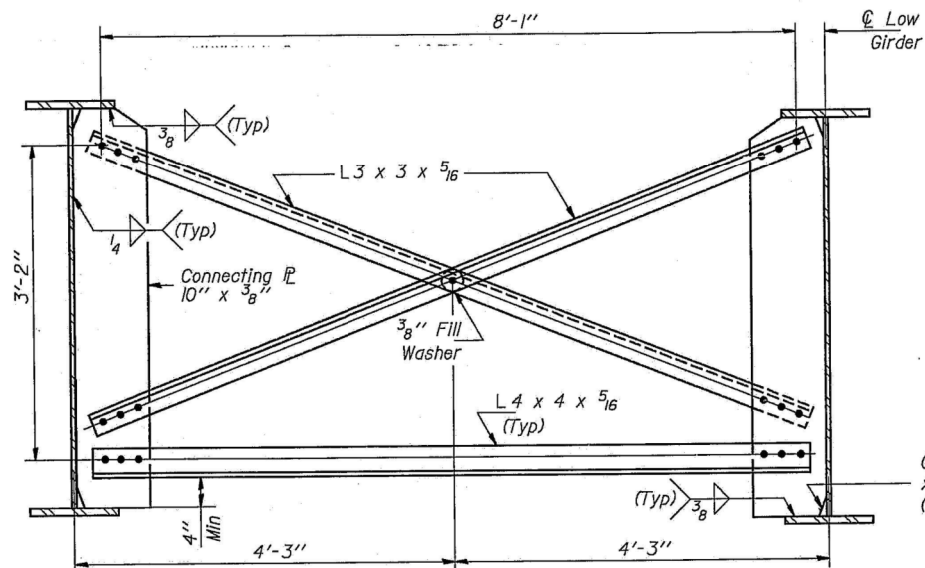 8'-1"
℄ Low
Girder
3/8
(Typ)
L 3 x 3 x 5/16
1/4
(Typ)
3'-2"
Connecting ℙL
10" x 3/8"
3/8" Fill
Washer
L 4 x 4 x 5/16
(Typ)
(Typ)
3/8
4"
Min
4'-3"
4'-3"